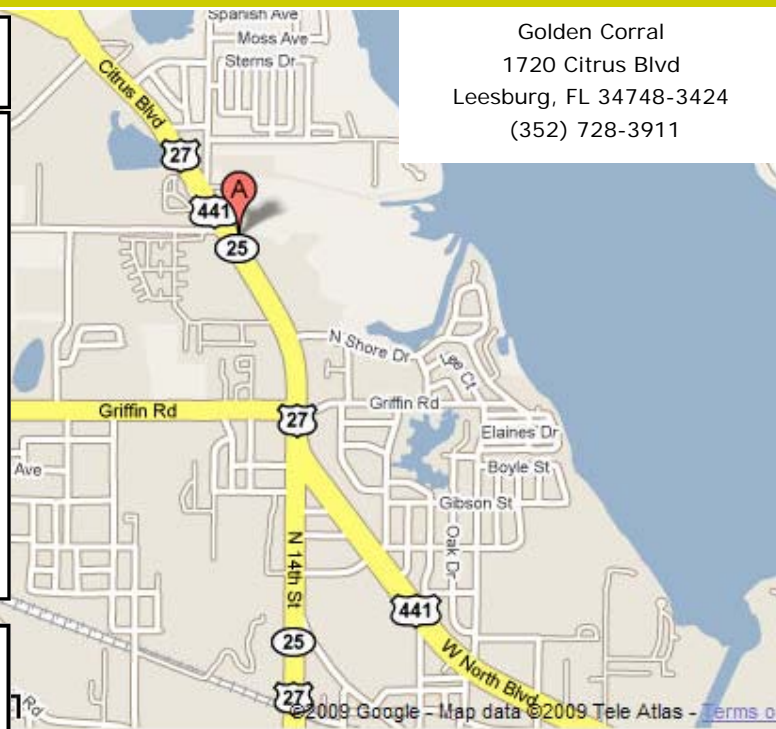 Golden Corral
1720 Citrus Blvd
Leesburg, FL 34748-3424
(352) 728-3911
Spanish Ave
Moss Ave
Sterns Dr
Citrus Blvd
27
A
441
25
N Shore Dr
Lee Ct
Griffin Rd
Griffin Rd
27
Elaines Dr
Ave
Boyle St
Gibson St
Oak Dr
N 14th St
441
25
W North Blvd
27
Rd
©2009 Google - Map data ©2009 Tele Atlas - Terms o